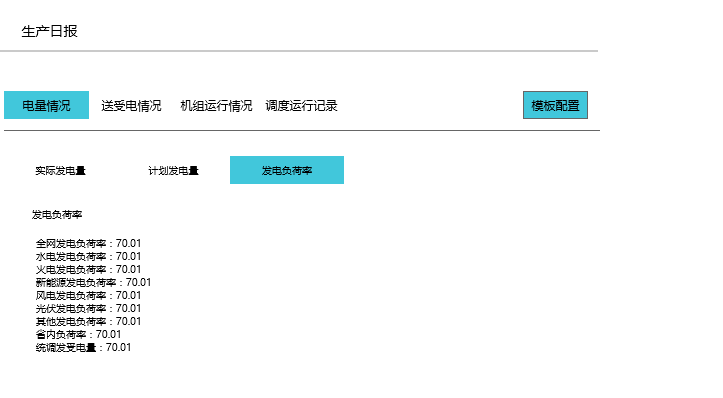 生产日报
电量情况 送受电情况 机组运行情况 调度运行记录 模板配置
实际发电量 计划发电量 发电负荷率
发电负荷率
全网发电负荷率：70.01
水电发电负荷率：70.01
火电发电负荷率：70.01
新能源发电负荷率：70.01
风电发电负荷率：70.01
光伏发电负荷率：70.01
其他发电负荷率：70.01
省内负荷率：70.01
统调发受电量：70.01